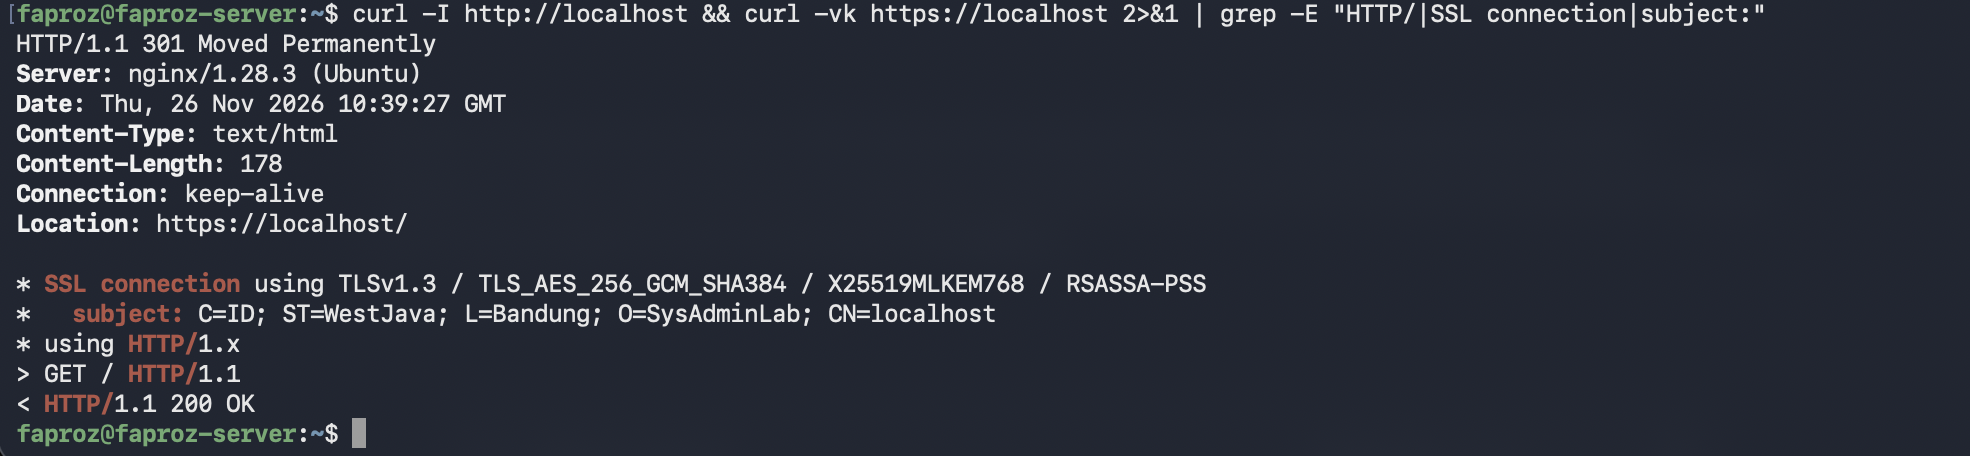 [faproz@faproz-server:~$ curl -I http://localhost && curl -vk https://localhost 2>&1 | grep -E "HTTP/|SSL connection|subject:"
HTTP/1.1 301 Moved Permanently
Server: nginx/1.28.3 (Ubuntu)
Date: Thu, 26 Nov 2026 10:39:27 GMT
Content-Type: text/html
Content-Length: 178
Connection: keep-alive
Location: https://localhost/

* SSL connection using TLSv1.3 / TLS_AES_256_GCM_SHA384 / X25519MLKEM768 / RSASSA-PSS
*   subject: C=ID; ST=WestJava; L=Bandung; O=SysAdminLab; CN=localhost
* using HTTP/1.x
> GET / HTTP/1.1
< HTTP/1.1 200 OK
faproz@faproz-server:~$